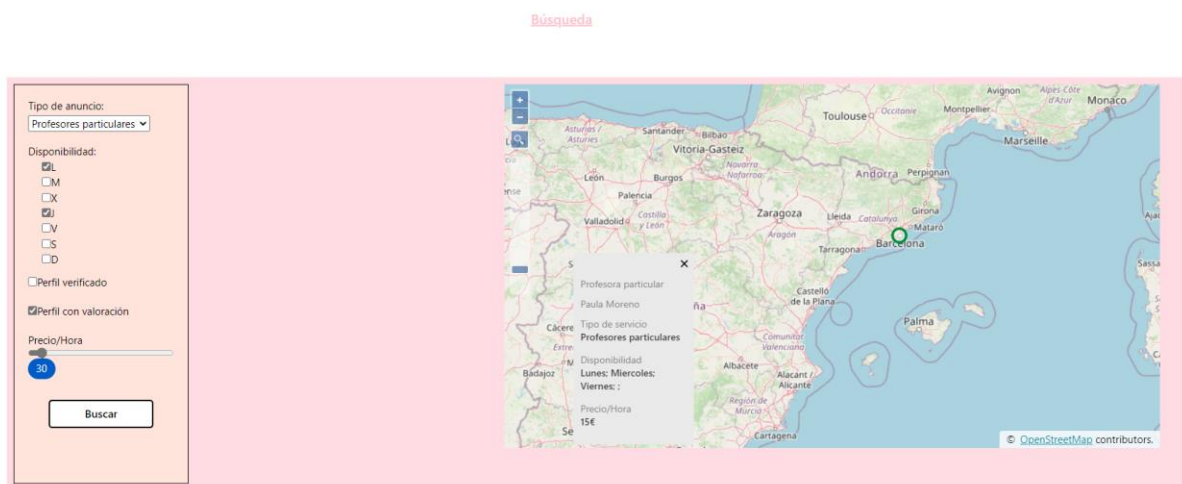 Búsqueda
Tipo de anuncio:
Profesores particulares
Disponibilidad:
L
M
X
J
V
S
D
Perfil verificado
Perfil con valoración
Precio/Hora
30
Buscar
+
−
Avignon
Alpes-Côte
d'Azur
Monaco
Toulouse
Occitanie
Montpellier
Marseille
Asturias /
Asturies
Santander
Bilbao
Vitoria-Gasteiz
Navarra
Nafarroa
León
Burgos
Andorra
Perpignan
Palencia
Valladolid
Castilla
y León
Zaragoza
Lleida
Catalunya
Girona
Mataró
Aragón
Barcelona
Tarragona
×
Profesora particular
Paula Moreno
Tipo de servicio
Profesores particulares
Disponibilidad
Lunes; Miercoles;
Viernes; ;
Precio/Hora
15€
Castelló
de la Plana
Palma
Comunitat
Valenciana
Badajoz
Albacete
Alacant /
Alicante
Región de
Murcia
Cartagena
© OpenStreetMap contributors.